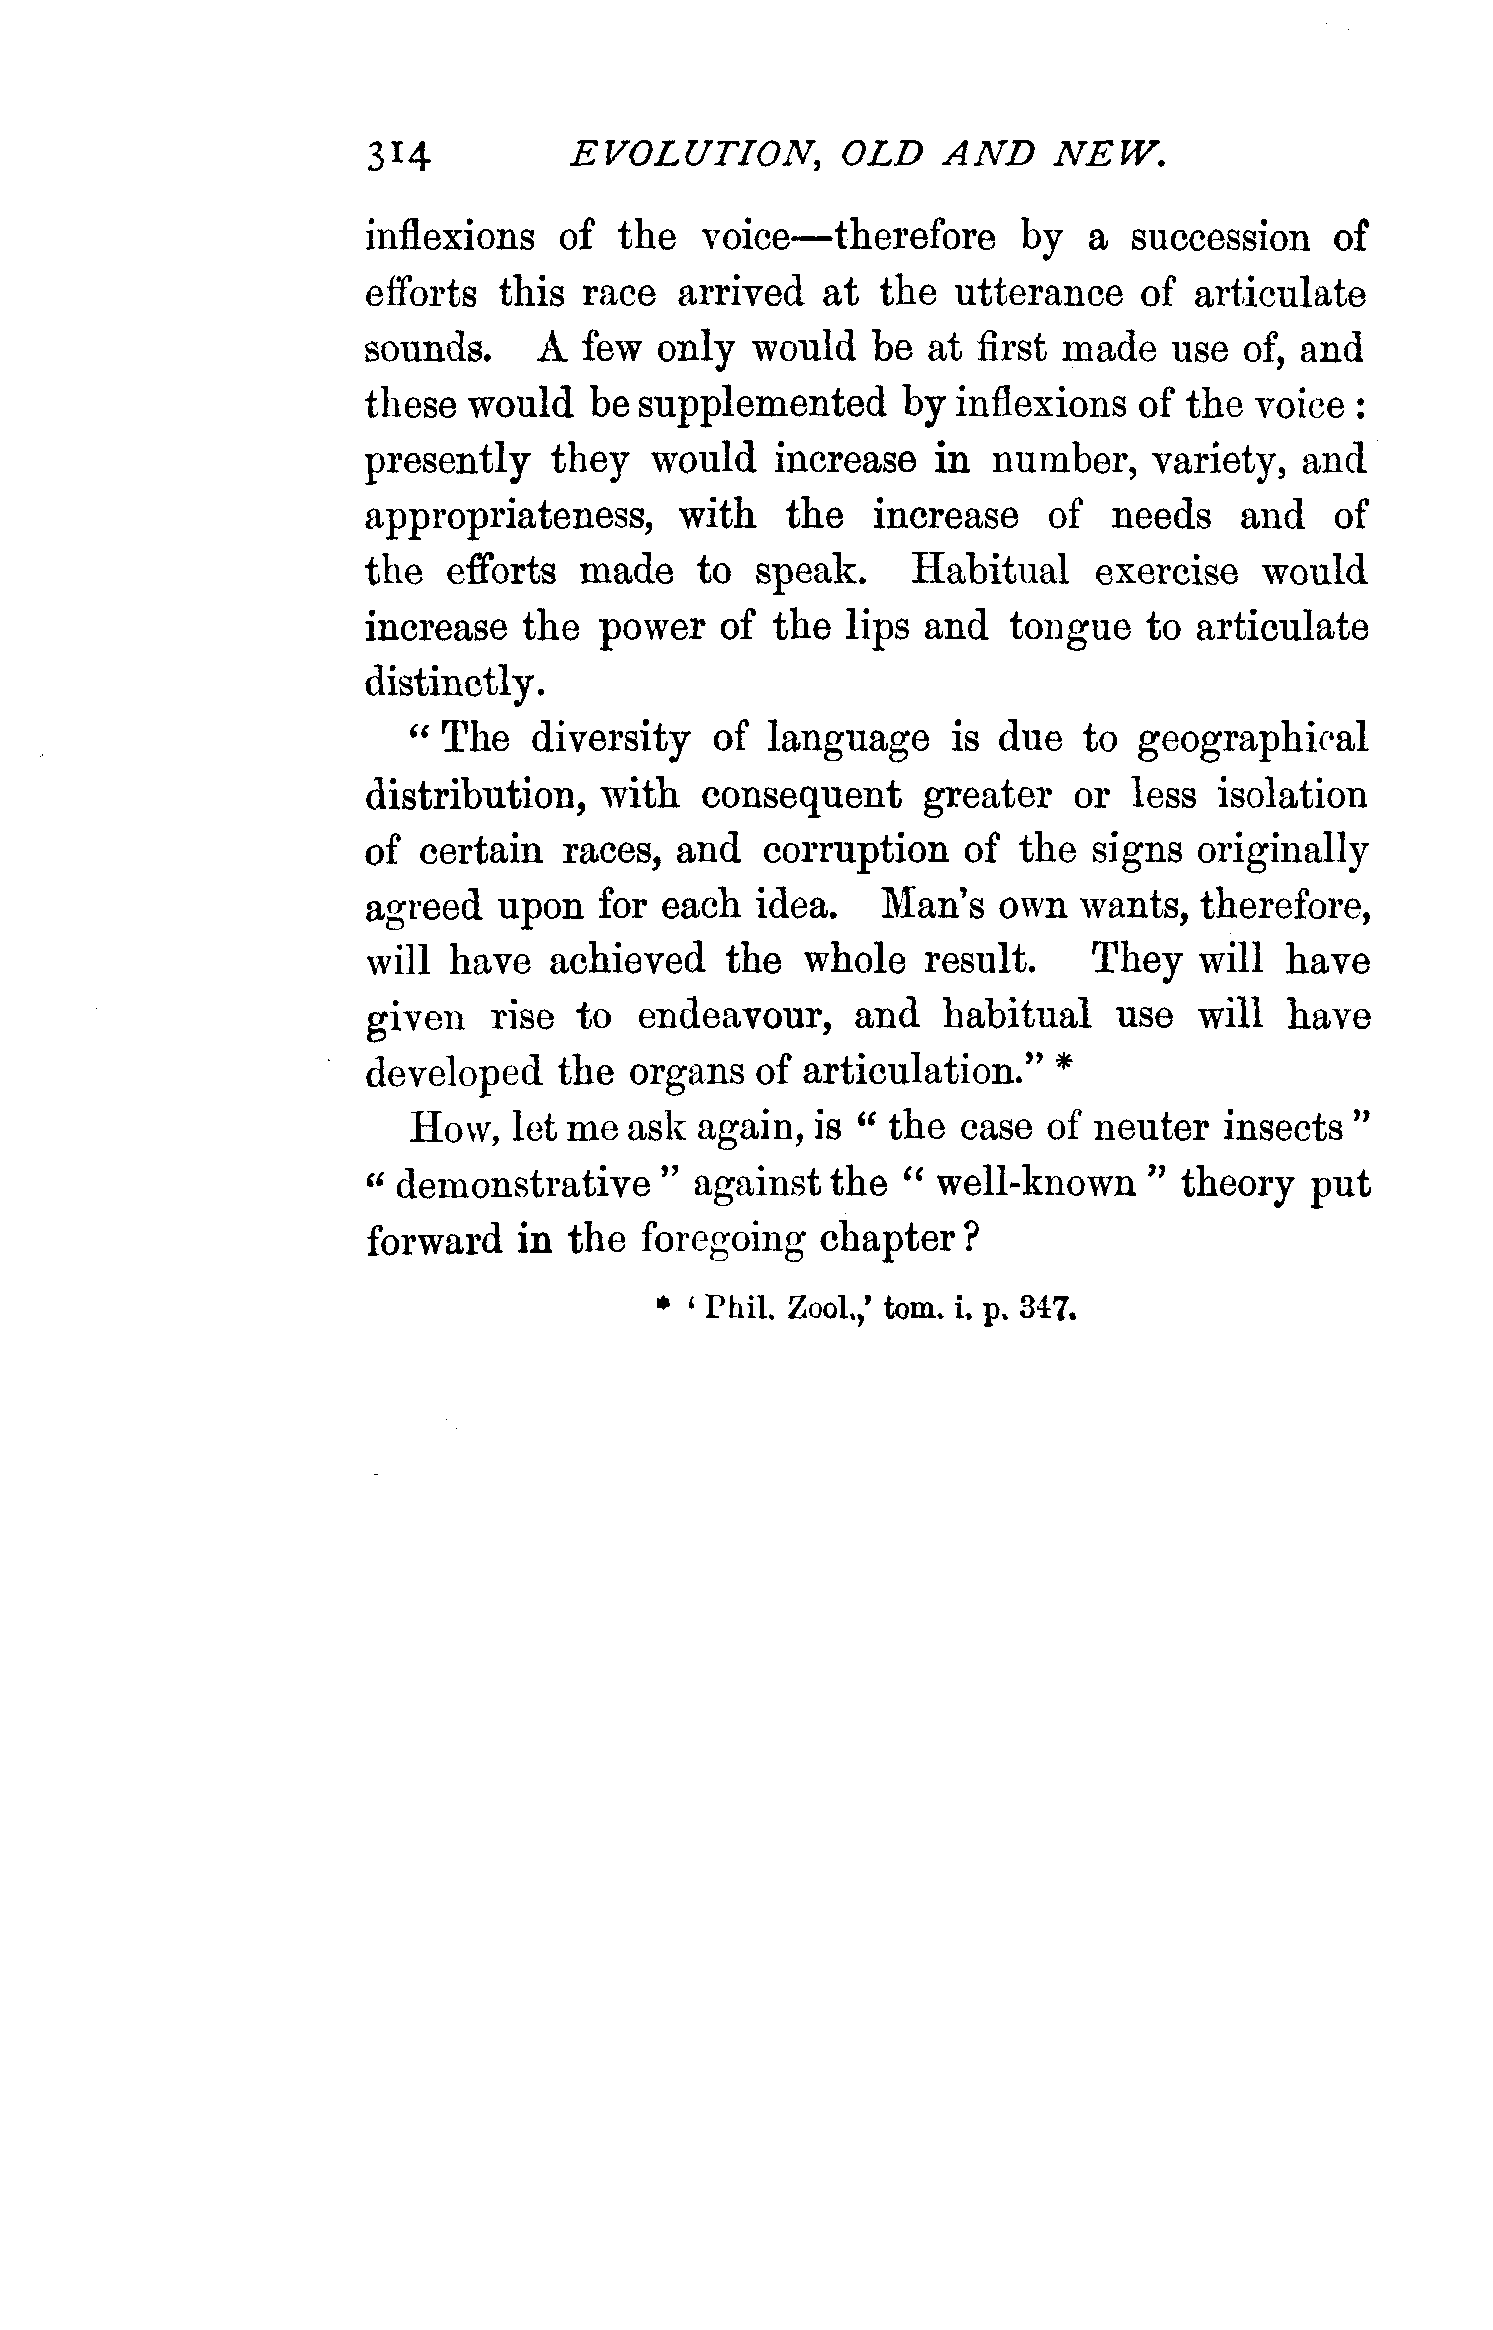 314 EVOLUTION, OLD AND NEW.
inflexions of the voice—therefore by a succession of
efforts this race arrived at the utterance of articulate
sounds. A few only would be at first made use of, and
these would be supplemented by inflexions of the voice :
presently they would increase in number, variety, and
appropriateness, with the increase of needs and of
the efforts made to speak. Habitual exercise would
increase the power of the lips and tongue to articulate
distinctly.
“ The diversity of language is due to geographical
distribution, with consequent greater or less isolation
of certain races, and corruption of the signs originally
agreed upon for each idea. Man’s own wants, therefore,
will have achieved the whole result. They will have
given rise to endeavour, and habitual use will have
developed the organs of articulation.” *
How, let me ask again, is “ the case of neuter insects ”
“ demonstrative ” against the “ well-known ” theory put
forward in the foregoing chapter ?
* ‘ Phil. Zool.,’ tom. i. p. 347.